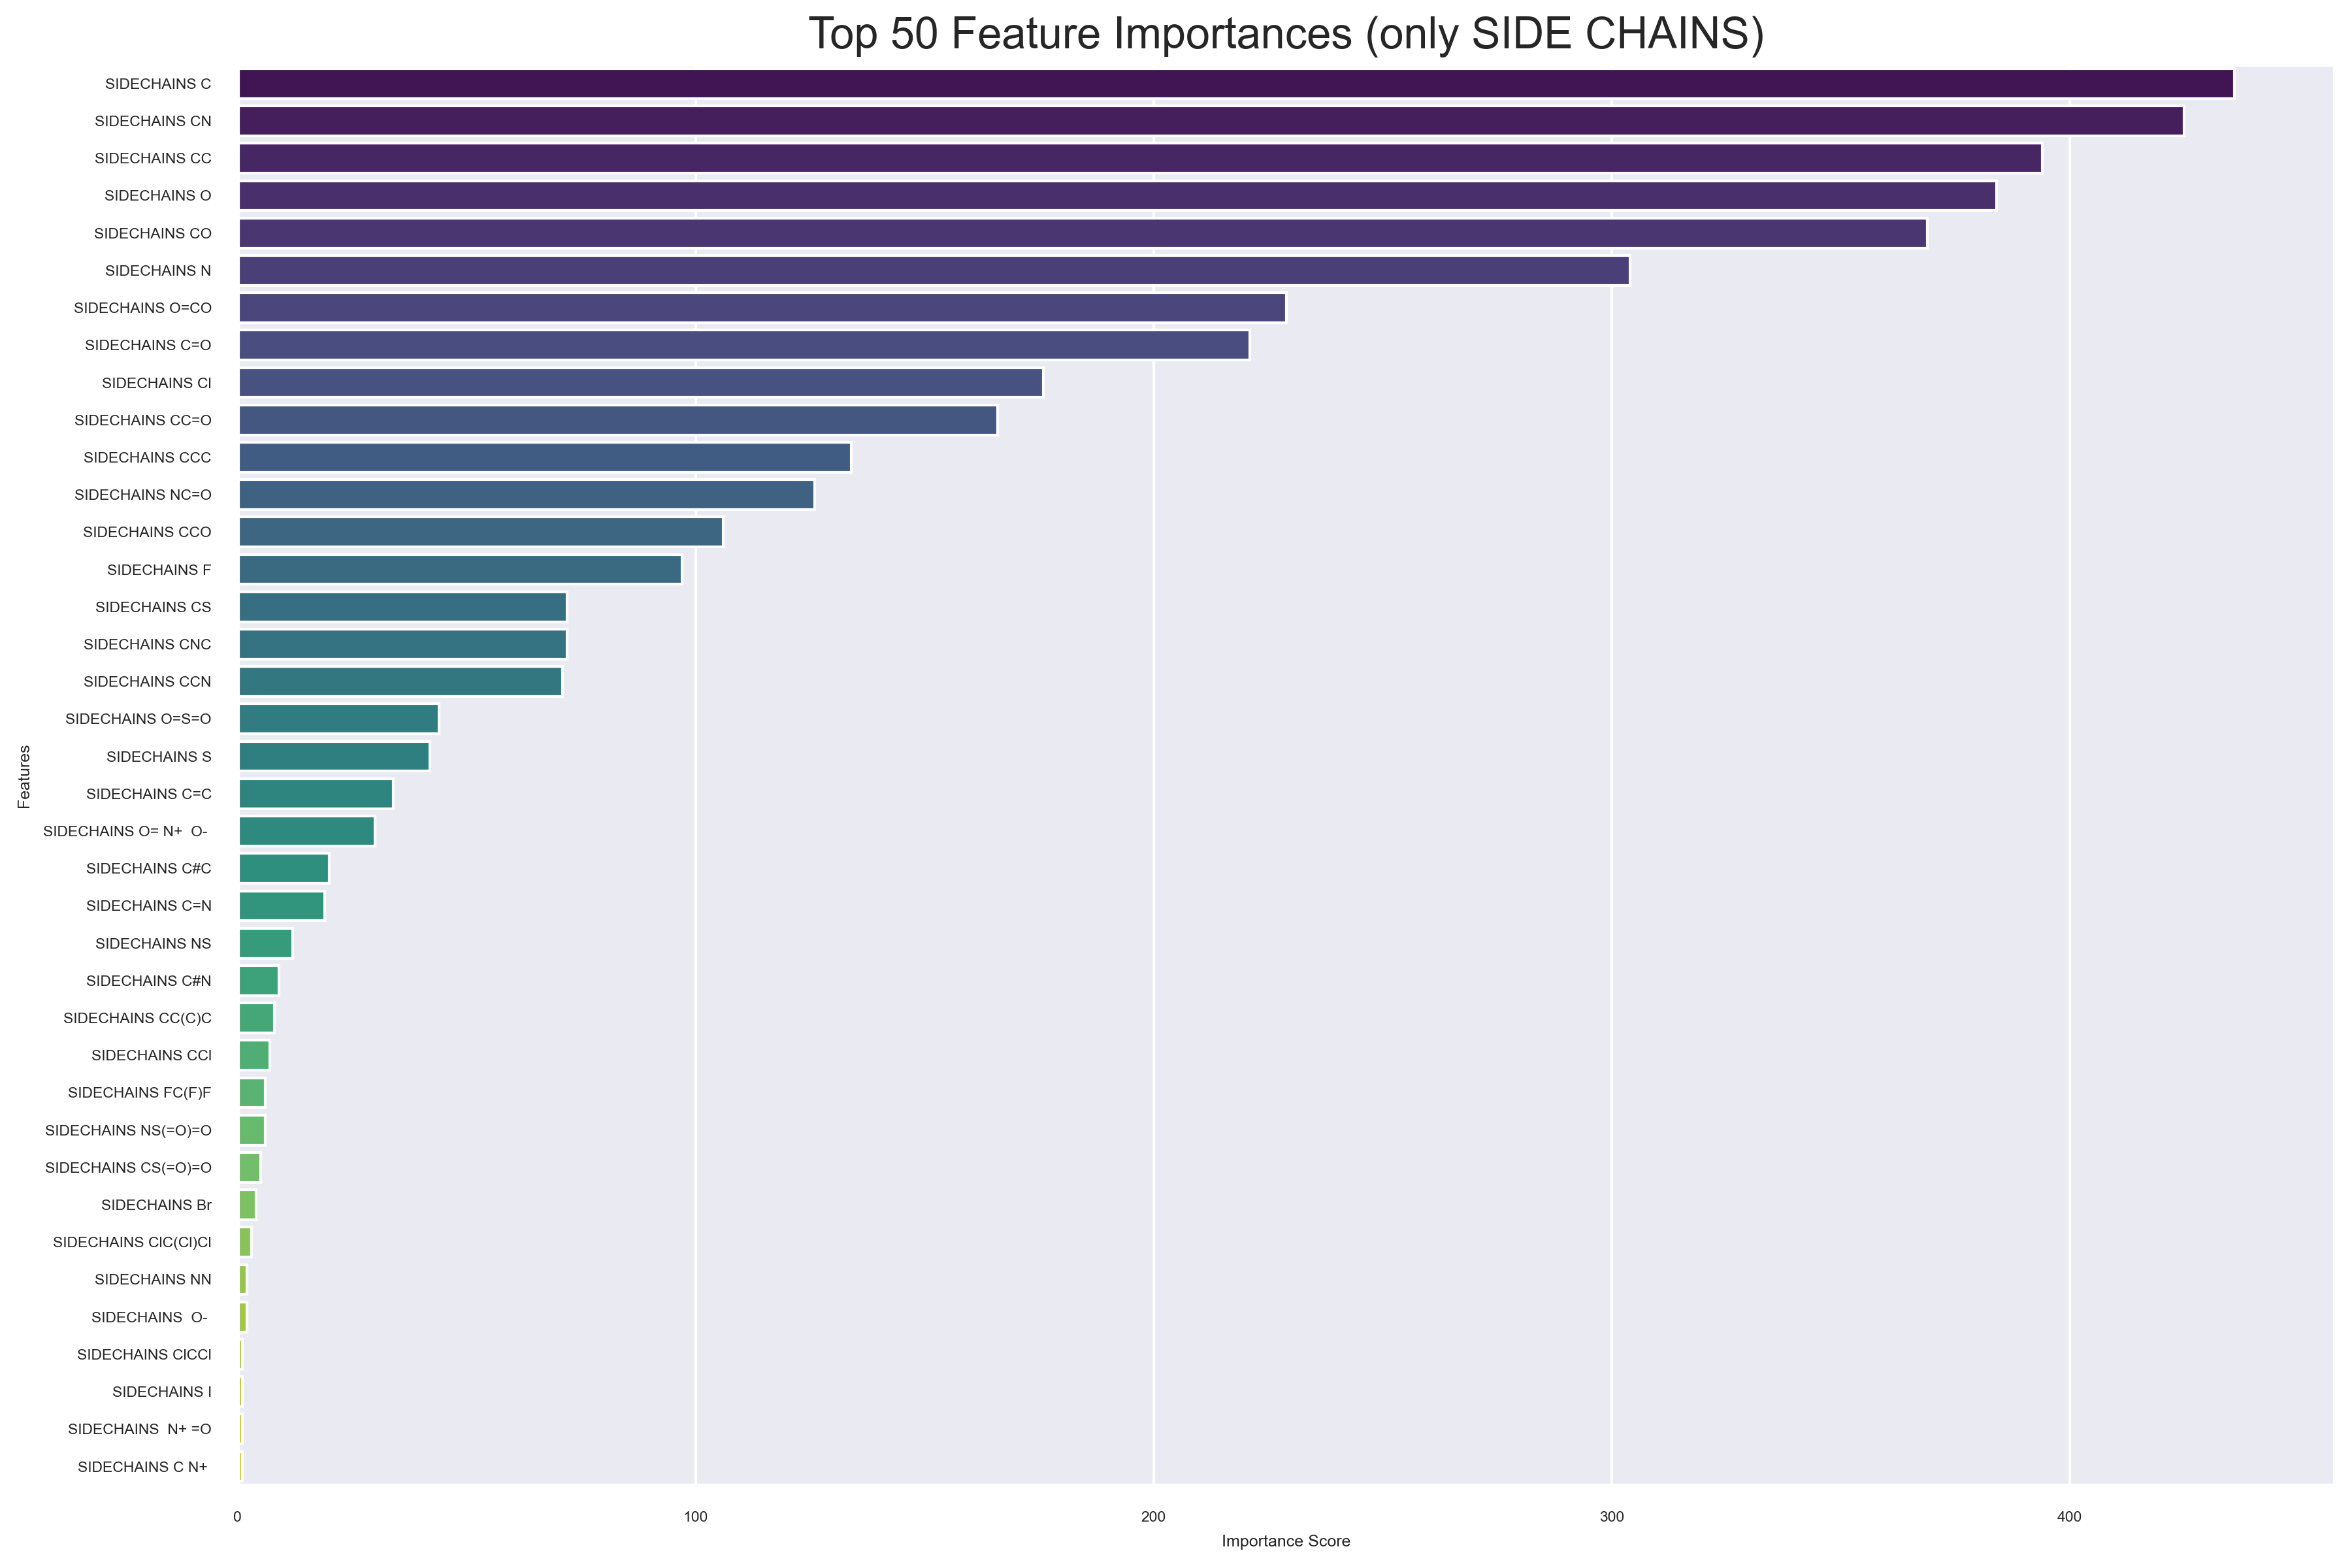 Top 50 Feature Importances (only SIDE CHAINS)
SIDECHAINS C
SIDECHAINS CN
SIDECHAINS CC
SIDECHAINS O
SIDECHAINS CO
SIDECHAINS N
SIDECHAINS O=CO
SIDECHAINS C=O
SIDECHAINS Cl
SIDECHAINS CC=O
SIDECHAINS CCC
SIDECHAINS NC=O
SIDECHAINS CCO
SIDECHAINS F
SIDECHAINS CS
SIDECHAINS CNC
SIDECHAINS CCN
SIDECHAINS O=S=O
SIDECHAINS S
SIDECHAINS C=C
SIDECHAINS O= N+  O-
SIDECHAINS C#C
SIDECHAINS C=N
SIDECHAINS NS
SIDECHAINS C#N
SIDECHAINS CC(C)C
SIDECHAINS CCl
SIDECHAINS FC(F)F
SIDECHAINS NS(=O)=O
SIDECHAINS CS(=O)=O
SIDECHAINS Br
SIDECHAINS ClC(Cl)Cl
SIDECHAINS NN
SIDECHAINS  O-
SIDECHAINS ClCCl
SIDECHAINS I
SIDECHAINS  N+ =O
SIDECHAINS C N+
Features
0 100 200 300 400
Importance Score